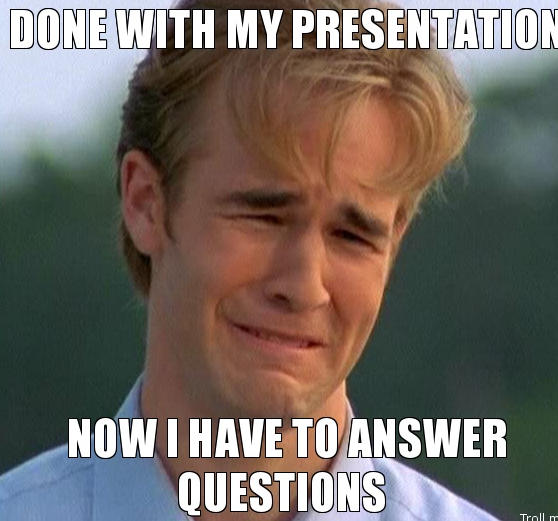 DONE WITH MY PRESENTATION
NOW I HAVE TO ANSWER
QUESTIONS